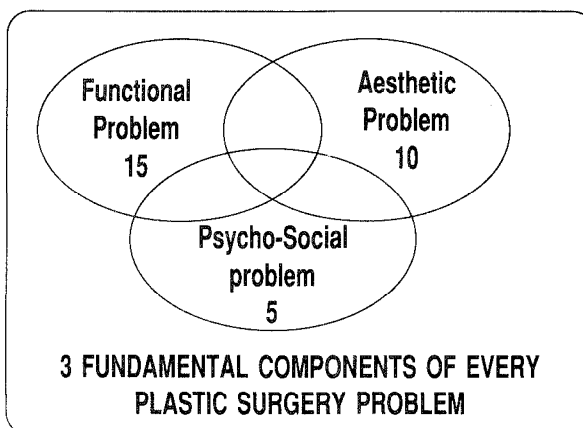 Functional
Problem
15
Aesthetic
Problem
10
Psycho-Social
problem
5
3 FUNDAMENTAL COMPONENTS OF EVERY
PLASTIC SURGERY PROBLEM